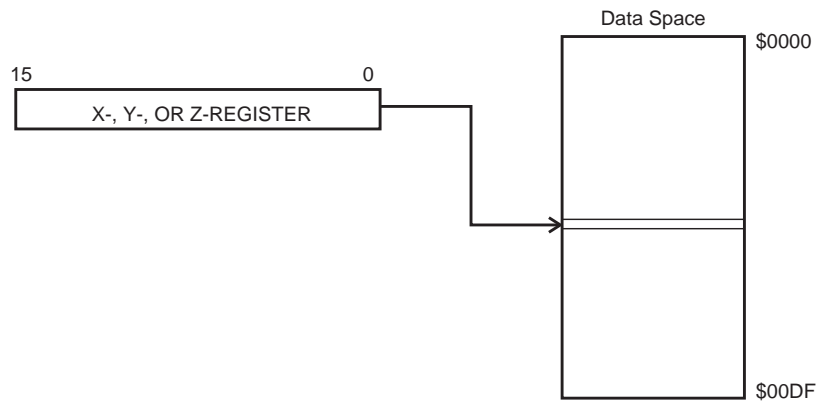 Data Space
$0000
15 0
X-, Y-, OR Z-REGISTER
$00DF